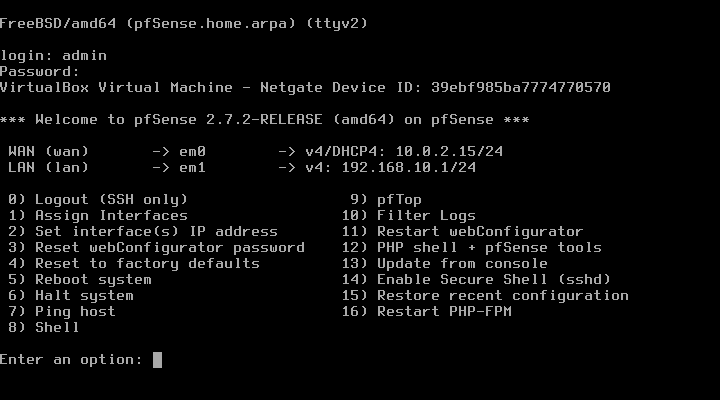 FreeBSD/amd64 (pfSense.home.arpa) (ttyv2)
login: admin
Password:
VirtualBox Virtual Machine - Netgate Device ID: 39ebf985ba7774770570
*** Welcome to pfSense 2.7.2-RELEASE (amd64) on pfSense ***
WAN (wan) -> em0 -> v4/DHCP4: 10.0.2.15/24
LAN (lan) -> em1 -> v4: 192.168.10.1/24
0) Logout (SSH only) 9) pfTop
1) Assign Interfaces 10) Filter Logs
2) Set interface(s) IP address 11) Restart webConfigurator
3) Reset webConfigurator password 12) PHP shell + pfSense tools
4) Reset to factory defaults 13) Update from console
5) Reboot system 14) Enable Secure Shell (sshd)
6) Halt system 15) Restore recent configuration
7) Ping host 16) Restart PHP-FPM
8) Shell
Enter an option: